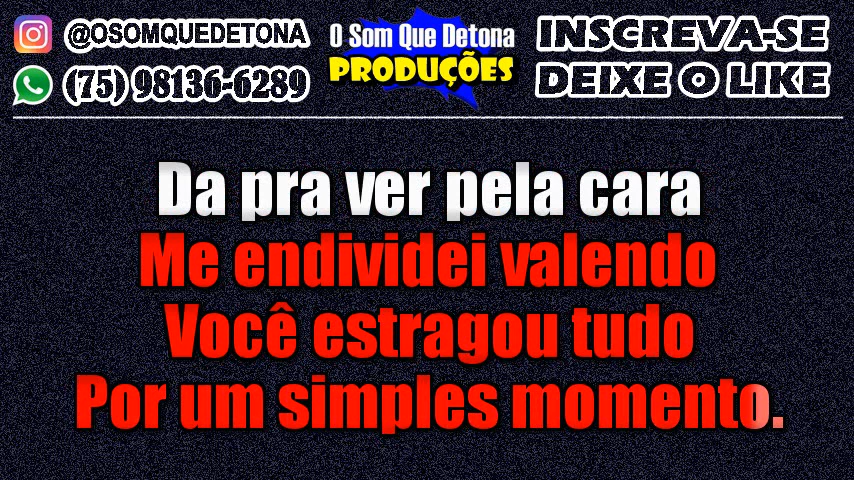 @OSOMQUEDETONA
(75) 98136-6289
O Som Que Detona
PRODUÇÕES
INSCREVA-SE
DEIXE O LIKE
Da pra ver pela cara
Me endividei valendo
Você estragou tudo
Por um simples momento.